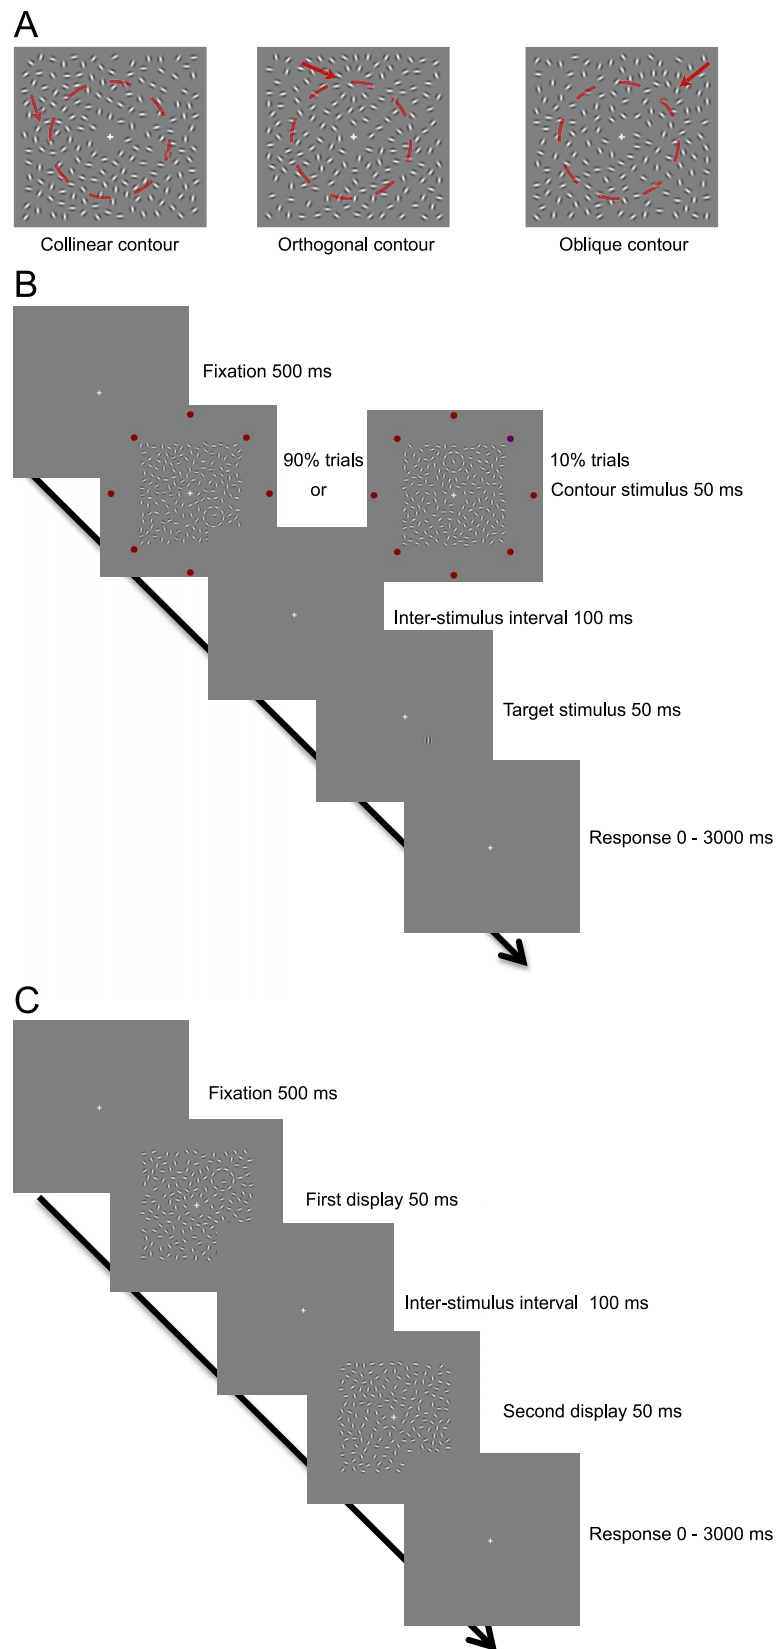 A
Collinear contour
Orthogonal contour
Oblique contour
B
Fixation 500 ms
90% trials
or
10% trials
Contour stimulus 50 ms
Inter-stimulus interval 100 ms
Target stimulus 50 ms
Response 0 - 3000 ms
C
Fixation 500 ms
First display 50 ms
Inter-stimulus interval 100 ms
Second display 50 ms
Response 0 - 3000 ms